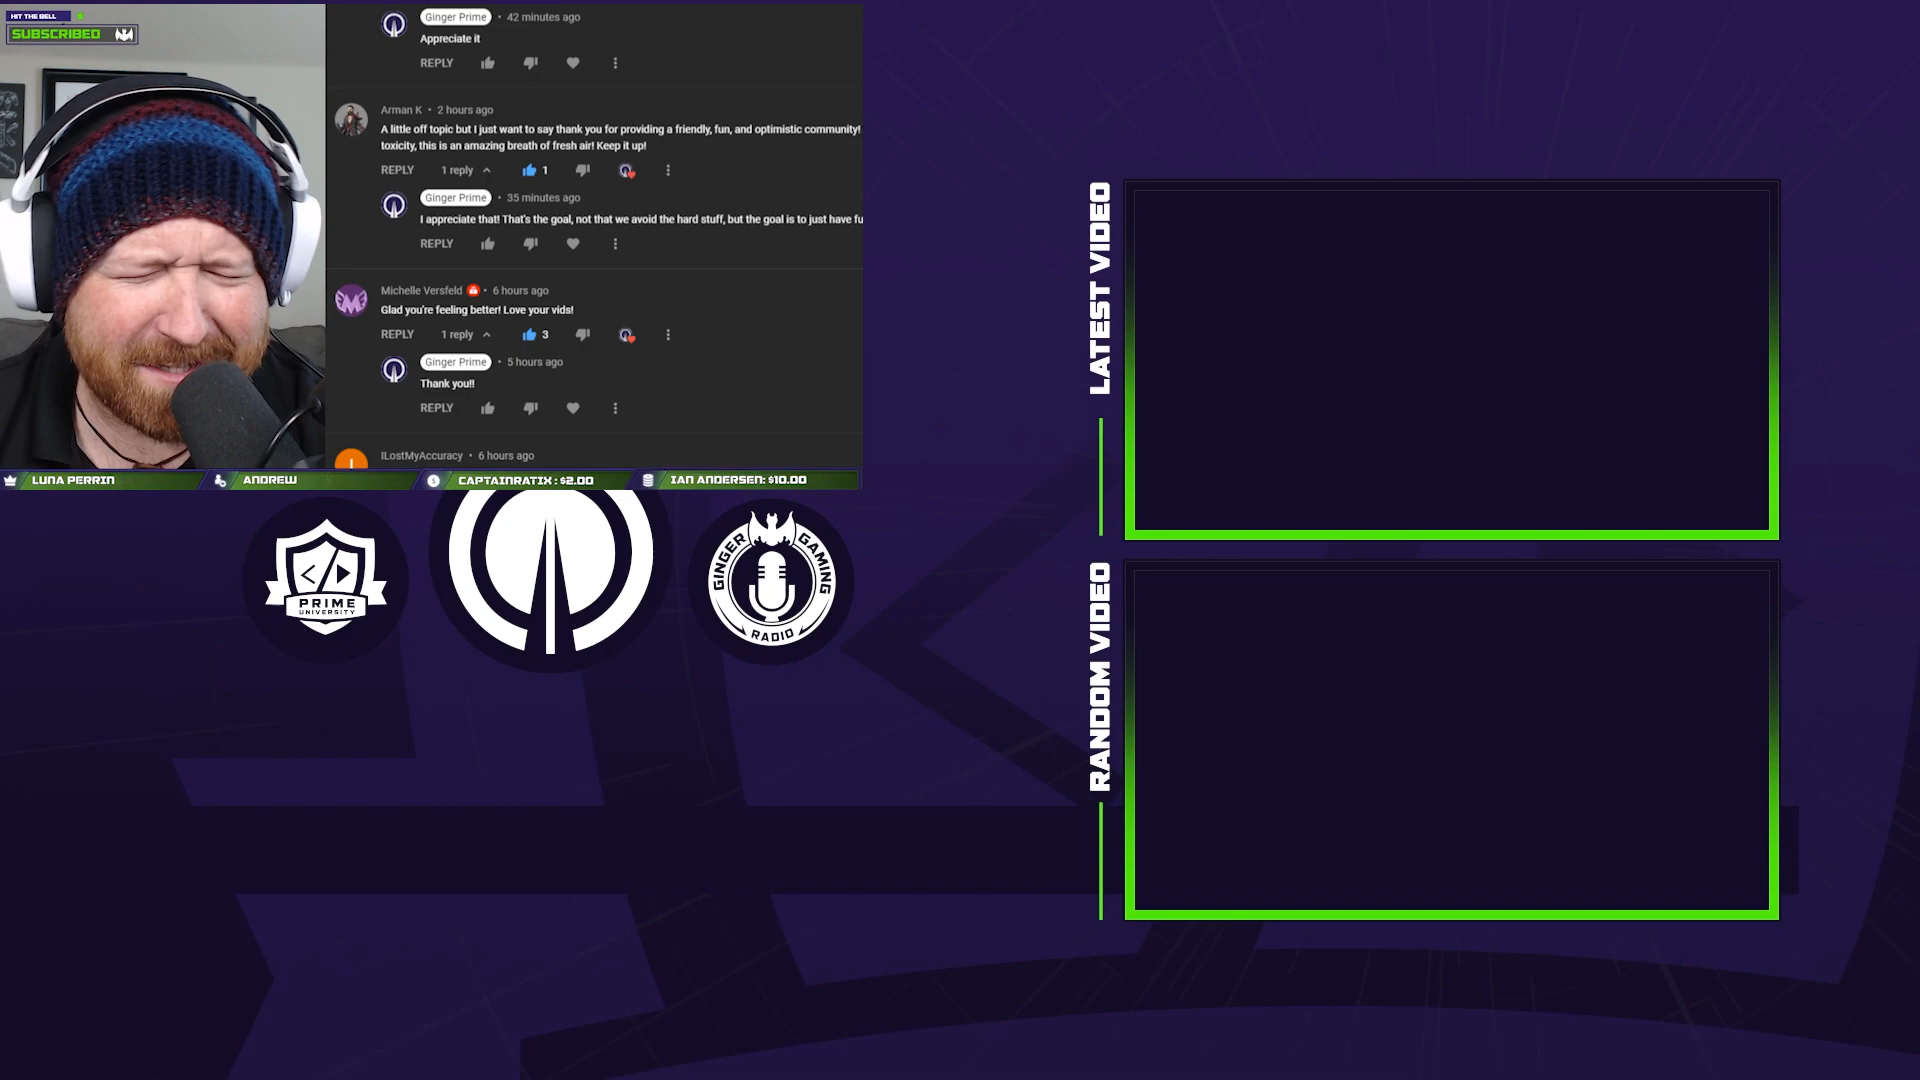 HIT THE BELL
SUBSCRIBED
Ginger Prime • 42 minutes ago
Appreciate it
REPLY
Arman K • 2 hours ago
A little off topic but I just want to say thank you for providing a friendly, fun, and optimistic community!
toxicity, this is an amazing breath of fresh air! Keep it up!
REPLY 1 reply 1
Ginger Prime • 35 minutes ago
I appreciate that! That's the goal, not that we avoid the hard stuff, but the goal is to just have fu
REPLY
Michelle Versfeld • 6 hours ago
Glad you're feeling better! Love your vids!
REPLY 1 reply 3
Ginger Prime • 5 hours ago
Thank you!!
REPLY
ILostMyAccuracy • 6 hours ago
LUNA PERRIN
ANDREW
CAPTAINRATIX : $2.00
IAN ANDERSEN: $10.00
PRIME
UNIVERSITY
GINGER GAMING
RADIO
LATEST VIDEO
RANDOM VIDEO